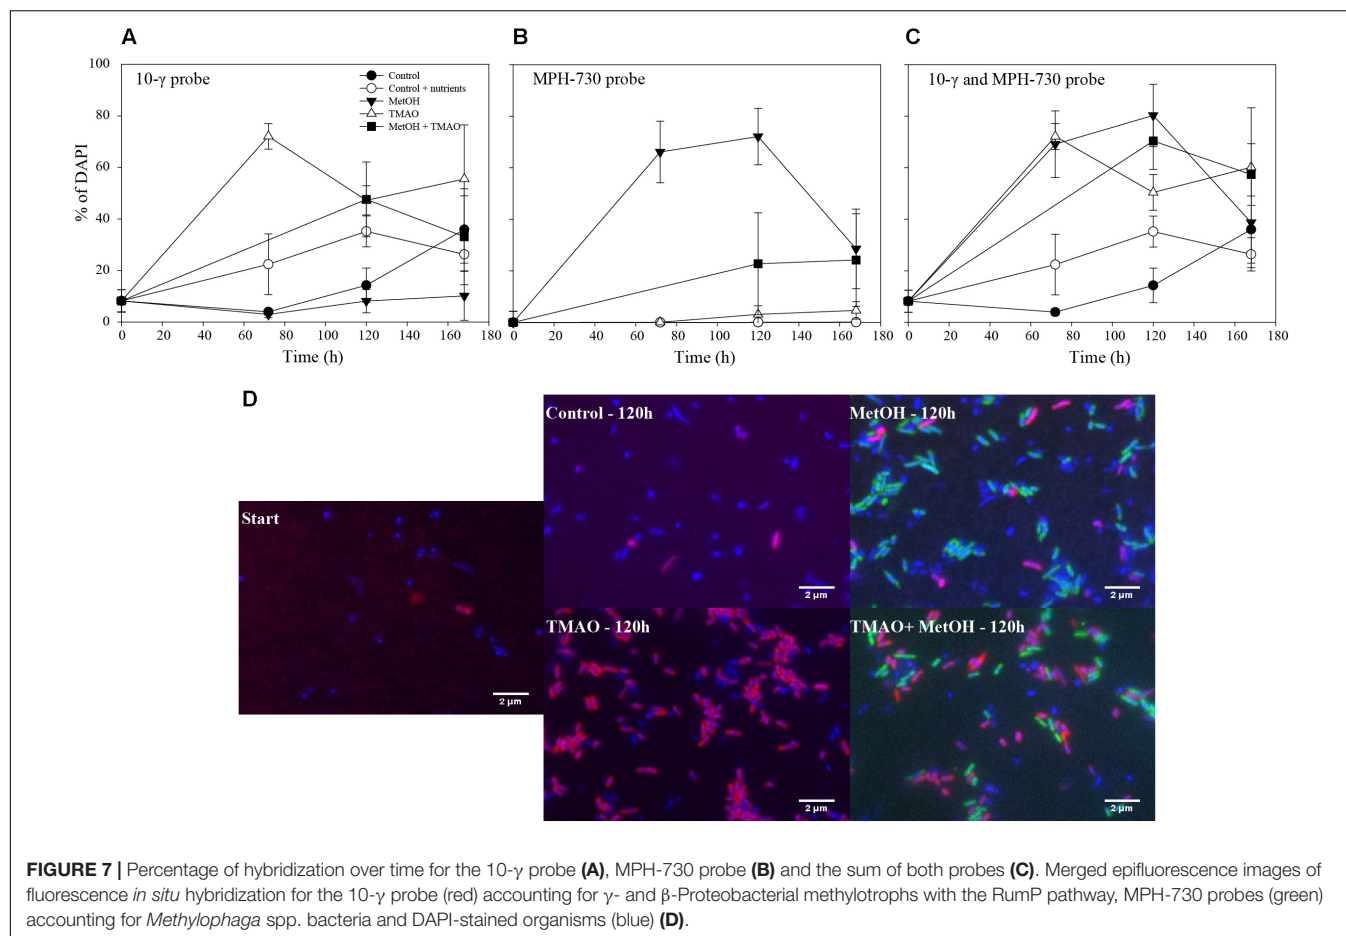 A
B
C
100
80
60
40
20
0
% of DAPI
10-γ probe
Control
Control + nutrients
MetOH
TMAO
MetOH + TMAO
0 20 40 60 80 100 120 140 160 180
Time (h)
MPH-730 probe
0 20 40 60 80 100 120 140 160 180
Time (h)
10-γ and MPH-730 probe
0 20 40 60 80 100 120 140 160 180
Time (h)
D
Start
2 µm
Control - 120h
2 µm
MetOH - 120h
2 µm
TMAO - 120h
2 µm
TMAO+ MetOH - 120h
2 µm
FIGURE 7 | Percentage of hybridization over time for the 10-γ probe (A), MPH-730 probe (B) and the sum of both probes (C). Merged epifluorescence images of
fluorescence in situ hybridization for the 10-γ probe (red) accounting for γ- and β-Proteobacterial methylotrophs with the RumP pathway, MPH-730 probes (green)
accounting for Methylophaga spp. bacteria and DAPI-stained organisms (blue) (D).